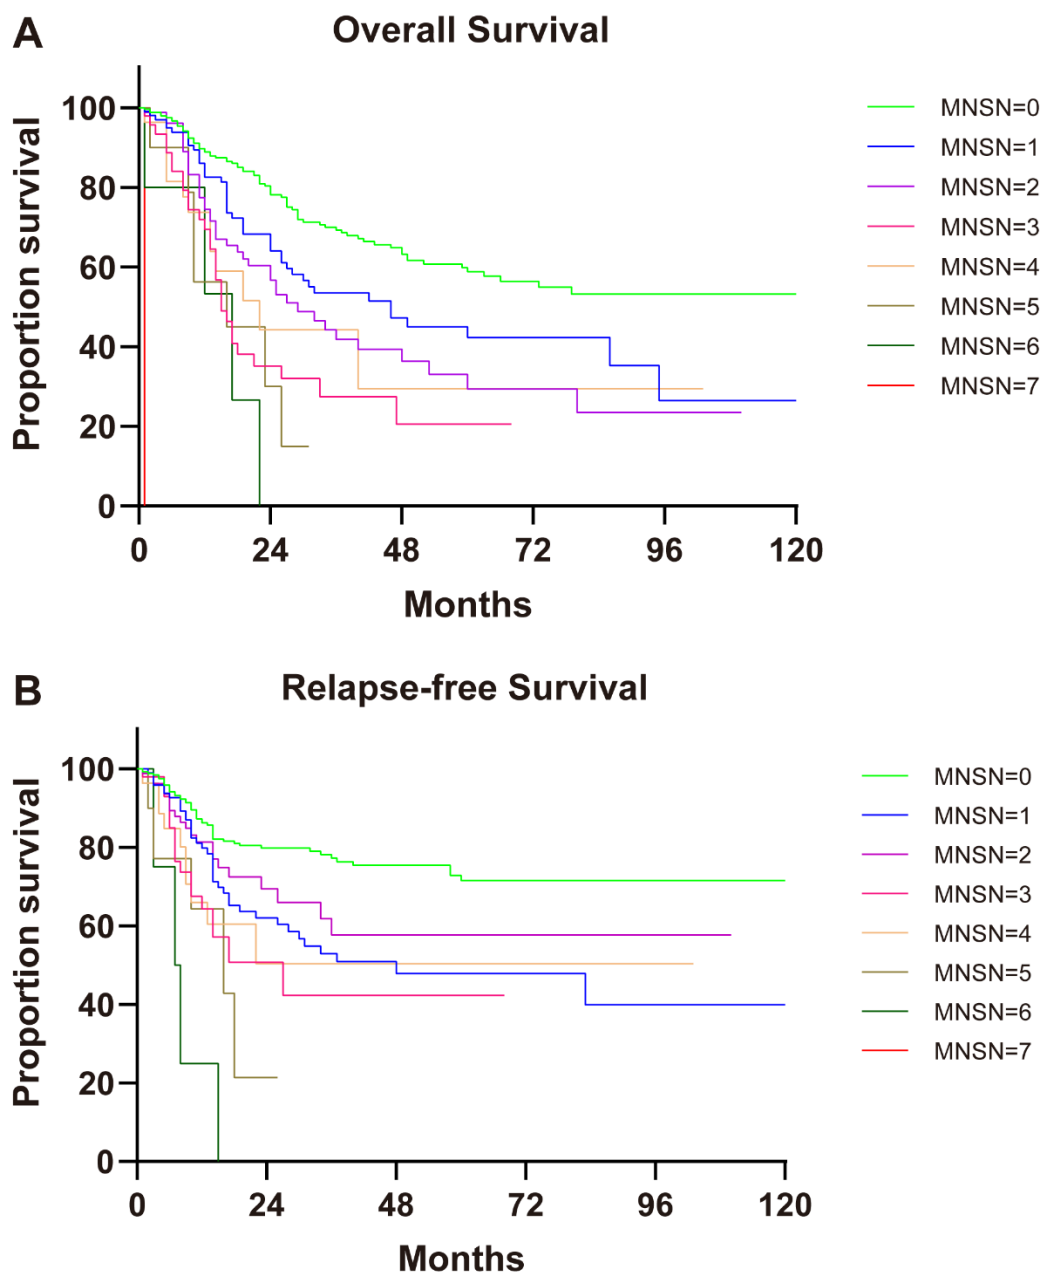 A
Overall Survival
Proportion survival
100
80
60
40
20
0
0 24 48 72 96 120
Months
MNSN=0
MNSN=1
MNSN=2
MNSN=3
MNSN=4
MNSN=5
MNSN=6
MNSN=7
B
Relapse-free Survival
Proportion survival
100
80
60
40
20
0
0 24 48 72 96 120
Months
MNSN=0
MNSN=1
MNSN=2
MNSN=3
MNSN=4
MNSN=5
MNSN=6
MNSN=7